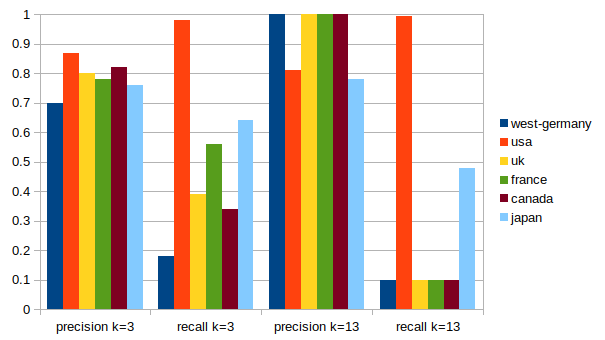 1
0.9
0.8
0.7
0.6
0.5
0.4
0.3
0.2
0.1
0
precision k=3
recall k=3
precision k=13
recall k=13
west-germany
usa
uk
france
canada
japan